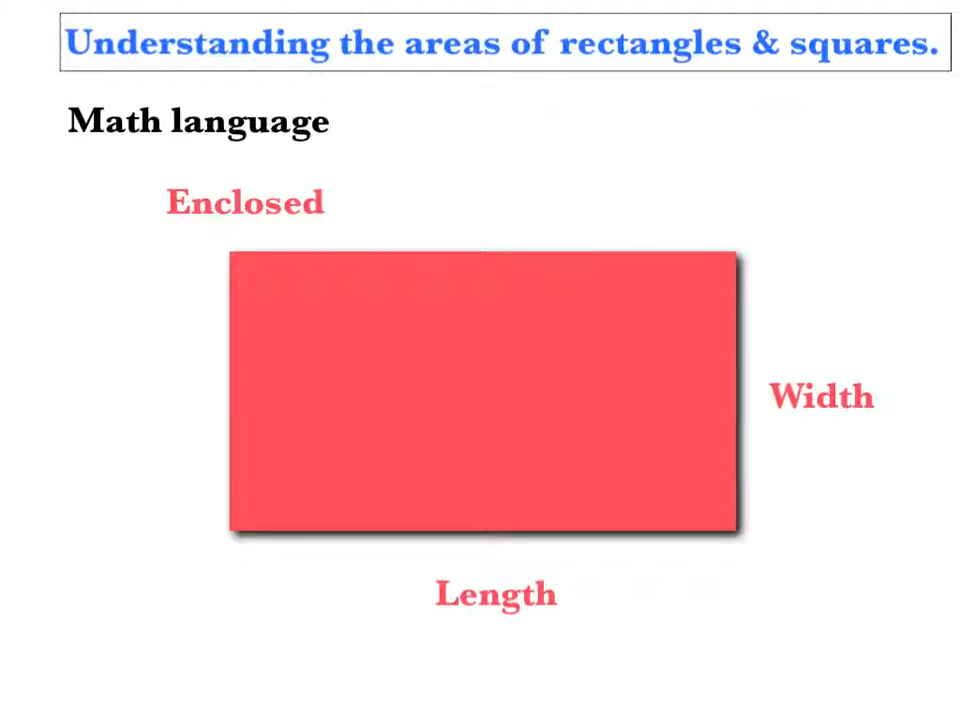 Understanding the areas of rectangles & squares.
Math language
Enclosed
Width
Length